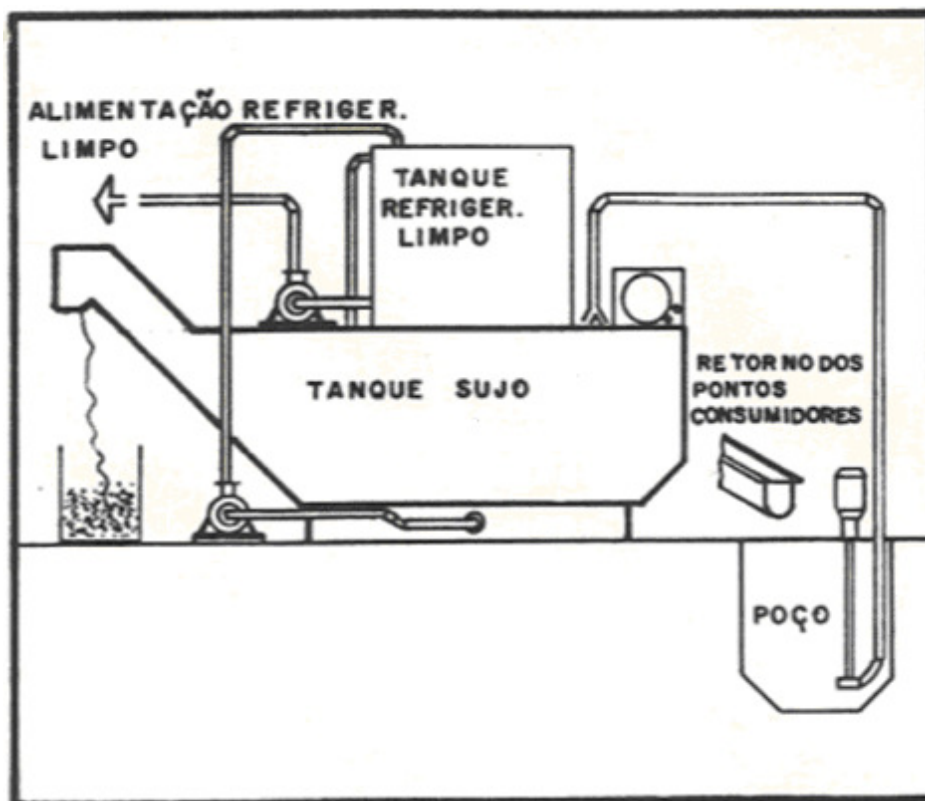 ALIMENTAÇÃO REFRIGER.
LIMPO
TANQUE
REFRIGER.
LIMPO
TANQUE SUJO
RETORNO DOS
PONTOS
CONSUMIDORES
POÇO